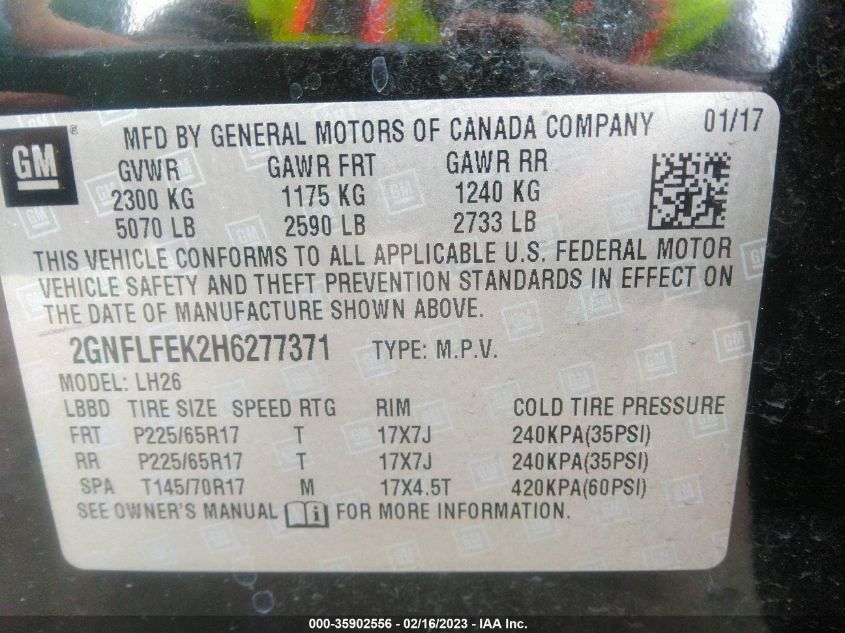 GM
MFD BY GENERAL MOTORS OF CANADA COMPANY 01/17
GVWR GAWR FRT GAWR RR
2300 KG 1175 KG 1240 KG
5070 LB 2590 LB 2733 LB
THIS VEHICLE CONFORMS TO ALL APPLICABLE U.S. FEDERAL MOTOR
VEHICLE SAFETY AND THEFT PREVENTION STANDARDS IN EFFECT ON
THE DATE OF MANUFACTURE SHOWN ABOVE.
2GNFLFEK2H6277371 TYPE: M.P.V.
MODEL: LH26
LBBD TIRE SIZE SPEED RTG RIM COLD TIRE PRESSURE
FRT P225/65R17 T 17X7J 240KPA(35PSI)
RR P225/65R17 T 17X7J 240KPA(35PSI)
SPA T145/70R17 M 17X4.5T 420KPA(60PSI)
SEE OWNER'S MANUAL i FOR MORE INFORMATION.
000-35902556 - 02/16/2023 - IAA Inc.